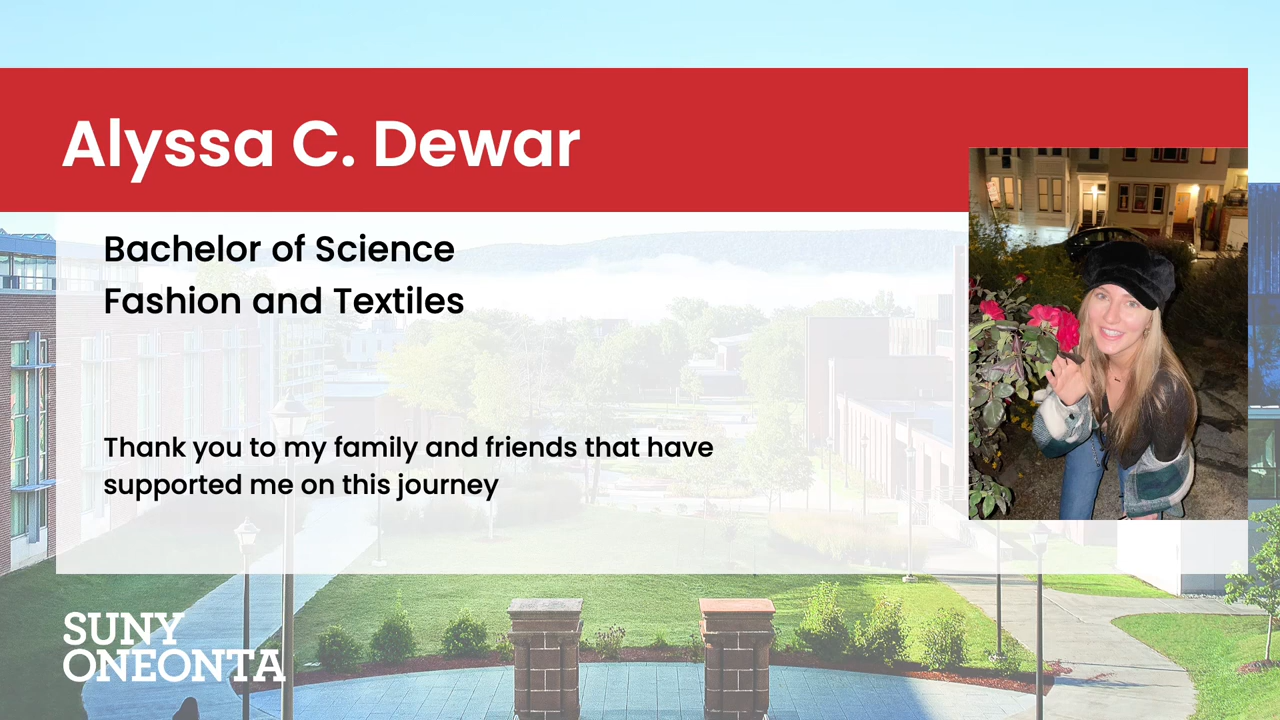 Alyssa C. Dewar
Bachelor of Science
Fashion and Textiles
Thank you to my family and friends that have
supported me on this journey
SUNY
ONEONTA